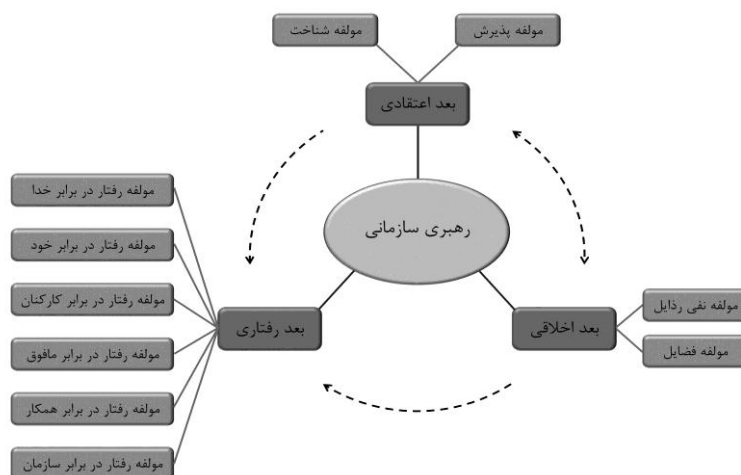 مولفه پذیرش
مولفه شناخت
بعد اعتقادی
رهبری سازمانی
بعد اخلاقی
مولفه نفی رذایل
مولفه فضایل
بعد رفتاری
مولفه رفتار در برابر خدا
مولفه رفتار در برابر خود
مولفه رفتار در برابر کارکنان
مولفه رفتار در برابر مافوق
مولفه رفتار در برابر همکار
مولفه رفتار در برابر سازمان